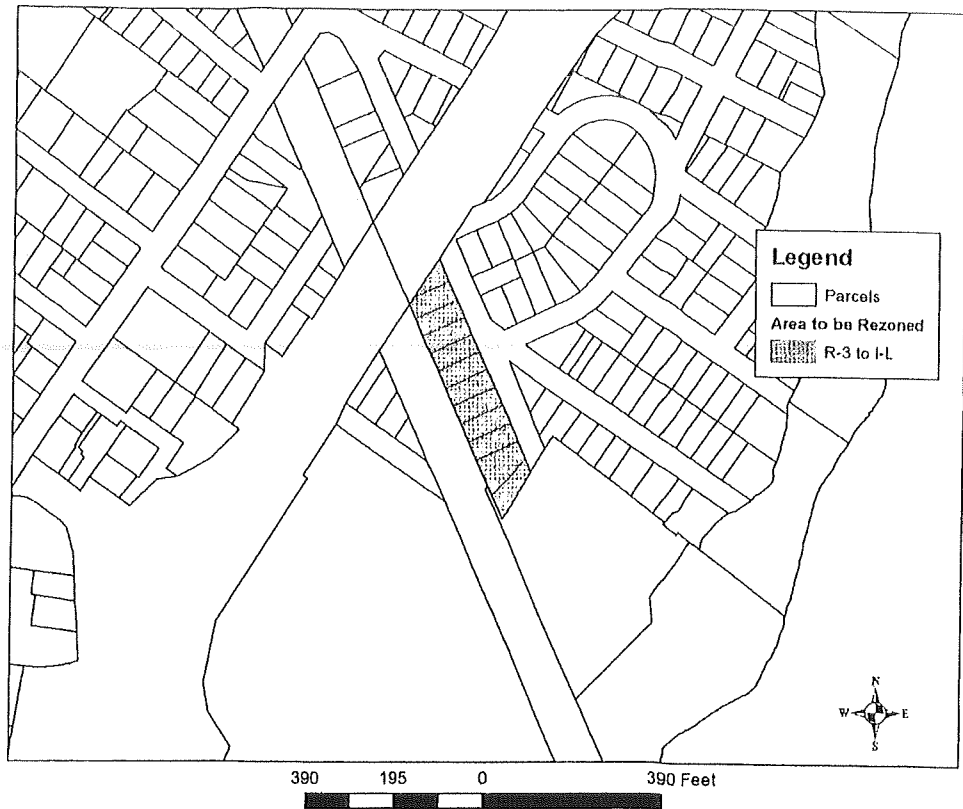 Legend
Parcels
Area to be Rezoned
R-3 to I-L
N
W E
S
390 195 0 390 Feet